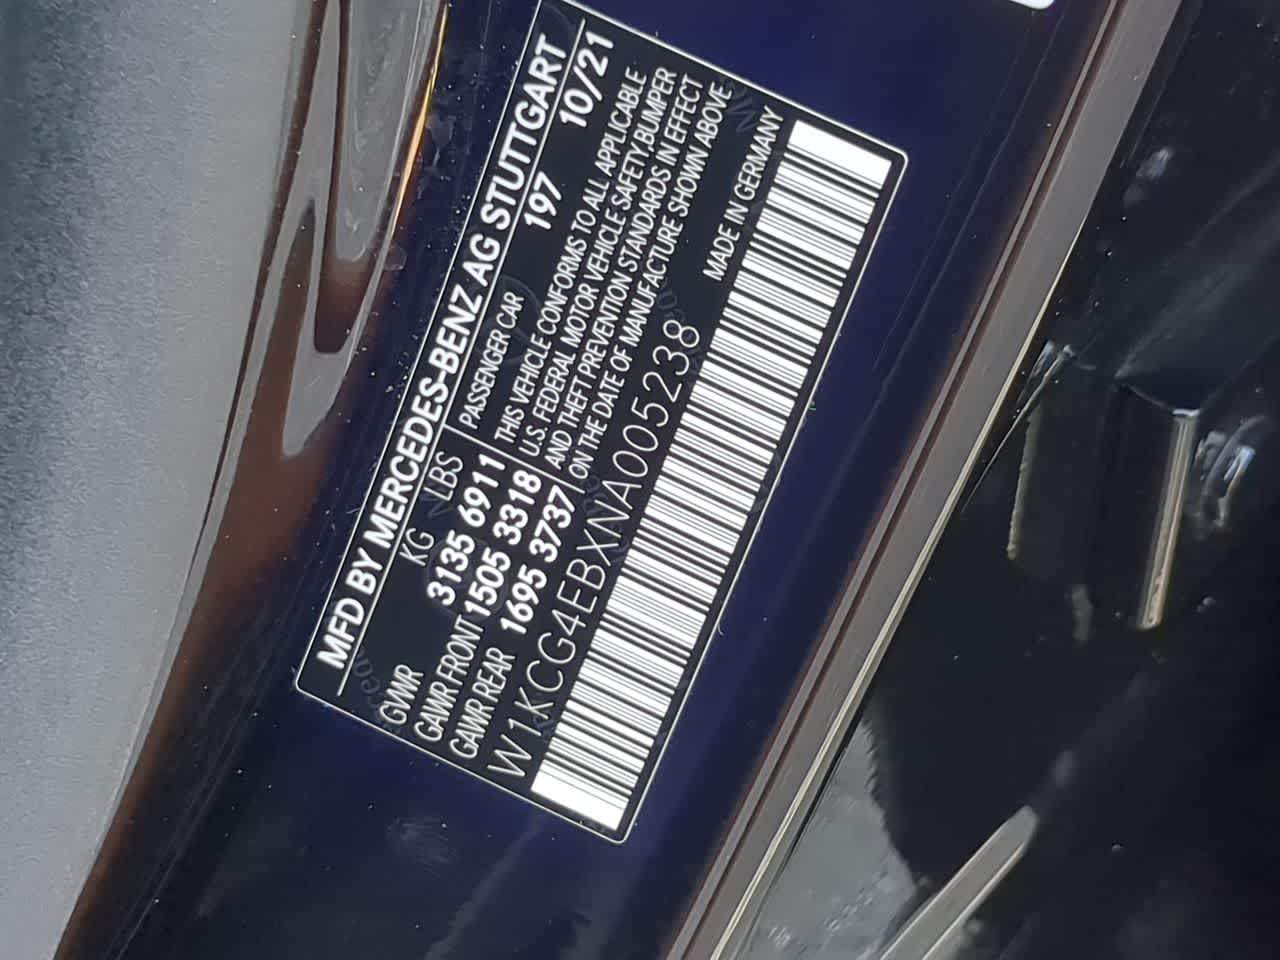 MFD BY MERCEDES-BENZ AG STUTTGART
KG LBS 197 10/21
GWR 3135 6911 PASSENGER CAR
GAWR FRONT 1505 3318
GAWR REAR 1695 3737
THIS VEHICLE CONFORMS TO ALL APPLICABLE
U.S. FEDERAL MOTOR VEHICLE SAFETY,BUMPER
AND THEFT PREVENTION STANDARDS IN EFFECT
ON THE DATE OF MANUFACTURE SHOWN ABOVE
W1KCG4EBXNA005238
MADE IN GERMANY